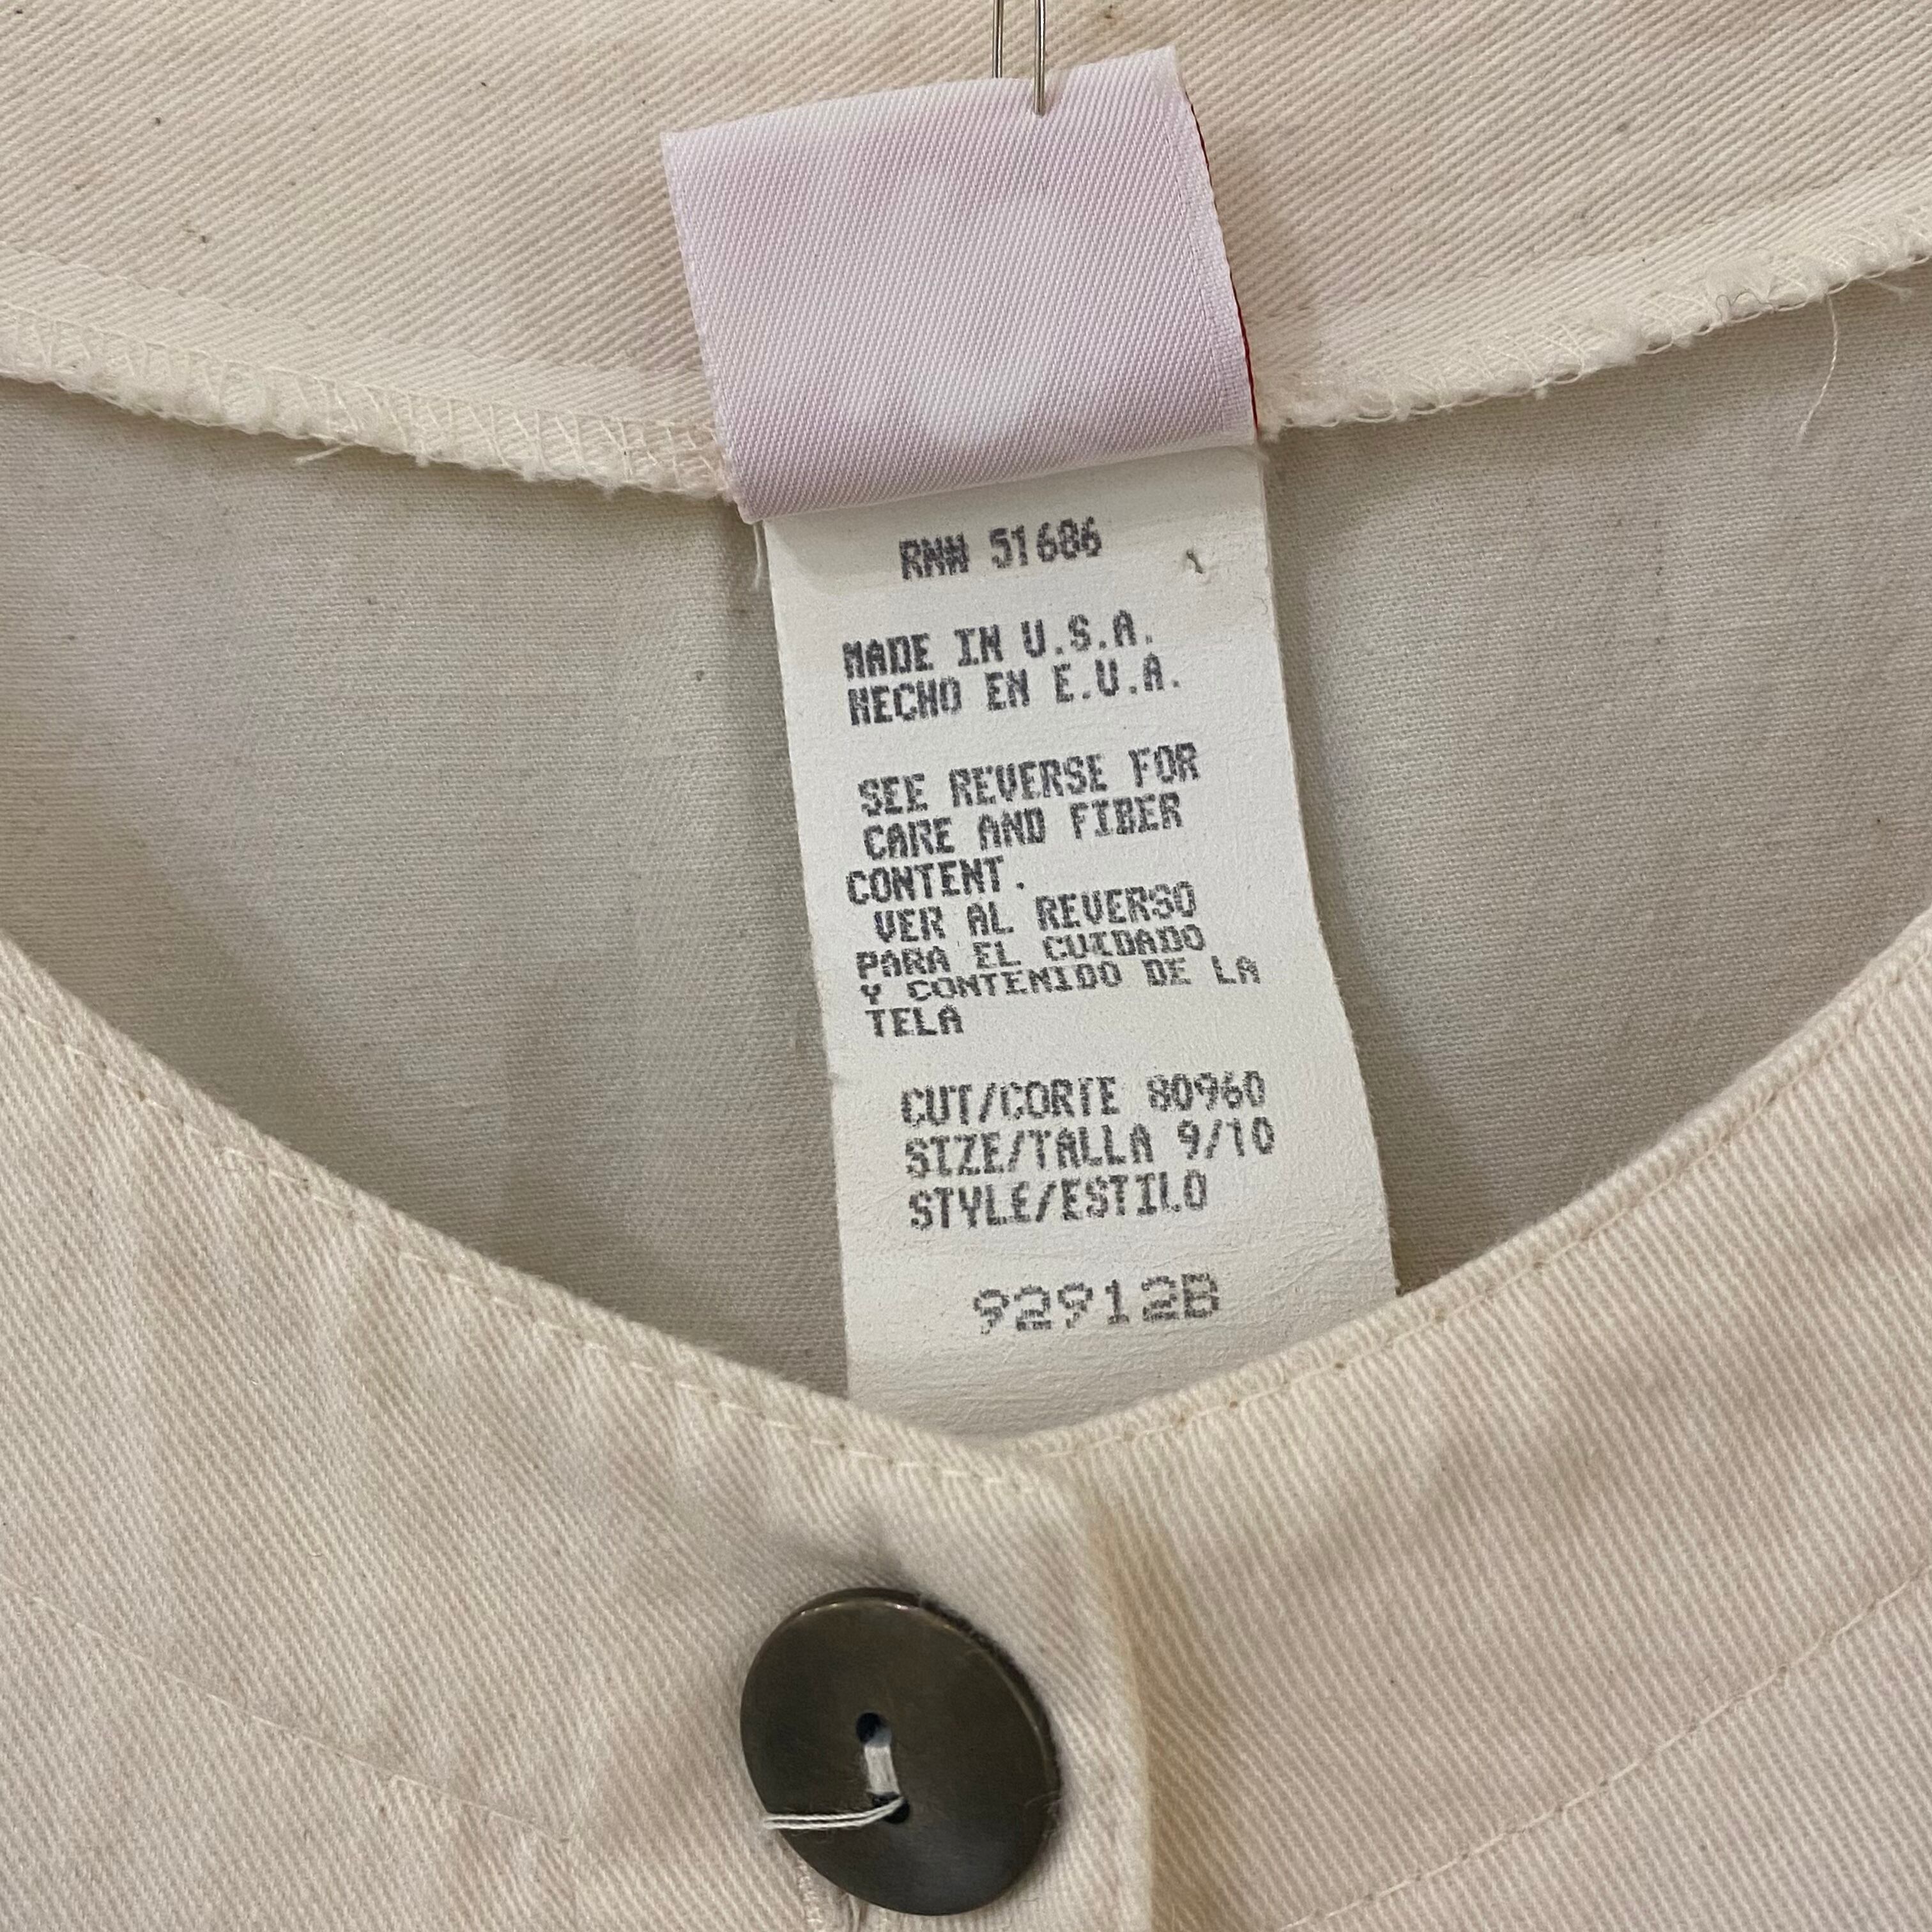 RN# 51686
MADE IN U.S.A.
HECHO EN E.U.A.
SEE REVERSE FOR
CARE AND FIBER
CONTENT.
VER AL REVERSO
PARA EL CUIDADO
Y CONTENIDO DE LA
TELA
CUT/CORTE 80960
SIZE/TALLA 9/10
STYLE/ESTILO
92912B